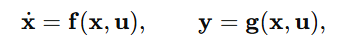 ẋ = f(x, u), y = g(x, u),